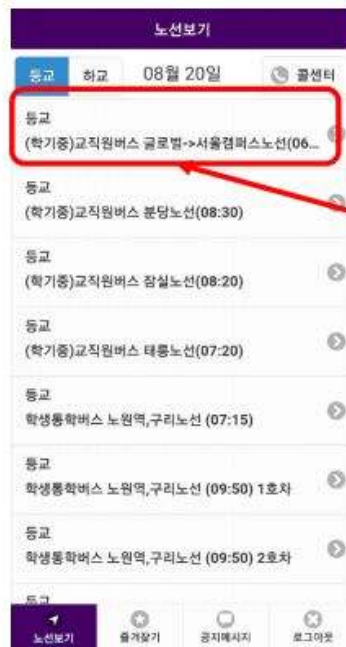 노선보기
등교 하교 08월 20일 콜센터
등교
(학기중)교직원버스 글로벌->서울캠퍼스노선(06...
등교
(학기중)교직원버스 분당노선(08:30)
등교
(학기중)교직원버스 잠실노선(08:20)
등교
(학기중)교직원버스 태릉노선(07:20)
등교
학생통학버스 노원역,구리노선 (07:15)
등교
학생통학버스 노원역,구리노선 (09:50) 1호차
등교
학생통학버스 노원역,구리노선 (09:50) 2호차
등교
노선보기 즐겨찾기 공지메시지 로그아웃